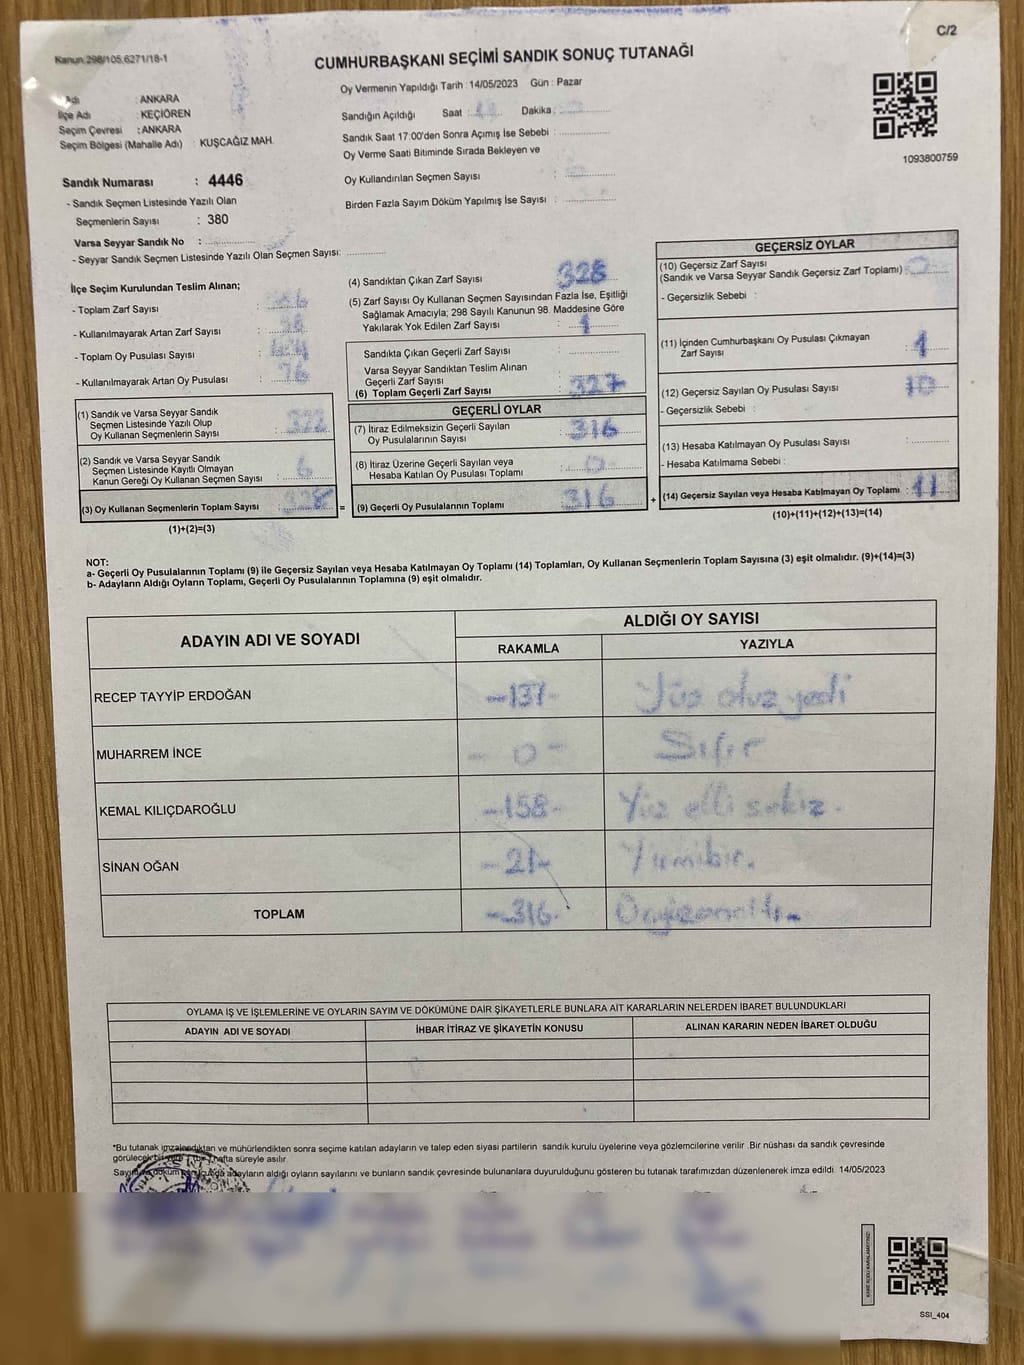 Kanun.298/105,6271/18-1
C/2
CUMHURBAŞKANI SEÇİMİ SANDIK SONUÇ TUTANAĞI
Oy Vermenin Yapıldığı Tarih :14/05/2023 Gün : Pazar
Adı : ANKARA
İlçe Adı : KEÇİÖREN
Seçim Çevresi : ANKARA
Seçim Bölgesi (Mahalle Adı) : KUŞCAĞIZ MAH.
Sandığın Açıldığı Saat : Dakika :
Sandık Saat 17:00'den Sonra Açımış İse Sebebi :
Oy Verme Saati Bitiminde Sırada Bekleyen ve
Oy Kullandırılan Seçmen Sayısı :
Birden Fazla Sayım Döküm Yapılmış İse Sayısı :
1093800759
Sandık Numarası : 4446
- Sandık Seçmen Listesinde Yazılı Olan
Seçmenlerin Sayısı : 380
Varsa Seyyar Sandık No :
- Seyyar Sandık Seçmen Listesinde Yazılı Olan Seçmen Sayısı:
İlçe Seçim Kurulundan Teslim Alınan;
- Toplam Zarf Sayısı :
- Kullanılmayarak Artan Zarf Sayısı :
- Toplam Oy Pusulası Sayısı :
- Kullanılmayarak Artan Oy Pusulası : 76
(1) Sandık ve Varsa Seyyar Sandık
Seçmen Listesinde Yazılı Olup
Oy Kullanan Seçmenlerin Sayısı : 322
(2) Sandık ve Varsa Seyyar Sandık
Seçmen Listesinde Kayıtlı Olmayan
Kanun Gereği Oy Kullanan Seçmen Sayısı : 6
(3) Oy Kullanan Seçmenlerin Toplam Sayısı : 328
(1)+(2)=(3)
(4) Sandıktan Çıkan Zarf Sayısı : 328
(5) Zarf Sayısı Oy Kullanan Seçmen Sayısından Fazla İse, Eşitliği
Sağlamak Amacıyla; 298 Sayılı Kanunun 98. Maddesine Göre
Yakılarak Yok Edilen Zarf Sayısı : 1
Sandıkta Çıkan Geçerli Zarf Sayısı :
Varsa Seyyar Sandıktan Teslim Alınan
Geçerli Zarf Sayısı :
(6) Toplam Geçerli Zarf Sayısı : 327
GEÇERLİ OYLAR
(7) İtiraz Edilmeksizin Geçerli Sayılan
Oy Pusulalarının Sayısı : 316
(8) İtiraz Üzerine Geçerli Sayılan veya
Hesaba Katılan Oy Pusulası Toplamı : 0
= (9) Geçerli Oy Pusulalarının Toplamı : 316 +
GEÇERSİZ OYLAR
(10) Geçersiz Zarf Sayısı
(Sandık ve Varsa Seyyar Sandık Geçersiz Zarf Toplamı) :
- Geçersizlik Sebebi :
(11) İçinden Cumhurbaşkanı Oy Pusulası Çıkmayan
Zarf Sayısı : 1
(12) Geçersiz Sayılan Oy Pusulası Sayısı : 10
- Geçersizlik Sebebi :
(13) Hesaba Katılmayan Oy Pusulası Sayısı :
- Hesaba Katılmama Sebebi :
(14) Geçersiz Sayılan veya Hesaba Katılmayan Oy Toplamı : 11
(10)+(11)+(12)+(13)=(14)
NOT:
a- Geçerli Oy Pusulalarının Toplamı (9) ile Geçersiz Sayılan veya Hesaba Katılmayan Oy Toplamı (14) Toplamları, Oy Kullanan Seçmenlerin Toplam Sayısına (3) eşit olmalıdır. (9)+(14)=(3)
b- Adayların Aldığı Oyların Toplamı, Geçerli Oy Pusulalarının Toplamına (9) eşit olmalıdır.
ADAYIN ADI VE SOYADI
ALDIĞI OY SAYISI
RAKAMLA YAZIYLA
RECEP TAYYİP ERDOĞAN -137- Yüz otuz yedi
MUHARREM İNCE - 0 - Sıfır
KEMAL KILIÇDAROĞLU -158- Yüz elli sekiz.
SİNAN OĞAN -21- Yirmibir.
TOPLAM -316- Üçyüzonaltı
OYLAMA İŞ VE İŞLEMLERİNE VE OYLARIN SAYIM VE DÖKÜMÜNE DAİR ŞİKAYETLERLE BUNLARA AİT KARARLARIN NELERDEN İBARET BULUNDUKLARI
ADAYIN ADI VE SOYADI İHBAR İTİRAZ VE ŞİKAYETİN KONUSU ALINAN KARARIN NEDEN İBARET OLDUĞU
*Bu tutanak imzalandıktan ve mühürlendikten sonra seçime katılan adayların ve talep eden siyasi partilerin sandık kurulu üyelerine veya gözlemcilerine verilir .Bir nüshası da sandık çevresinde
görülecek bir yere 1 hafta süreyle asılır.
adayların aldığı oyların sayılarını ve bunların sandık çevresinde bulunanlara duyurulduğunu gösteren bu tutanak tarafımızdan düzenlenerek imza edildi. 14/05/2023
SSI_404